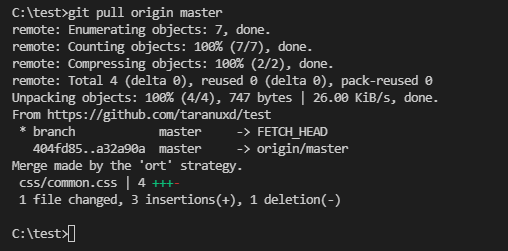 C:\test>git pull origin master
remote: Enumerating objects: 7, done.
remote: Counting objects: 100% (7/7), done.
remote: Compressing objects: 100% (2/2), done.
remote: Total 4 (delta 0), reused 0 (delta 0), pack-reused 0
Unpacking objects: 100% (4/4), 747 bytes | 26.00 KiB/s, done.
From https://github.com/taranuxd/test
 * branch            master     -> FETCH_HEAD
   404fd85..a32a90a  master     -> origin/master
Merge made by the 'ort' strategy.
 css/common.css | 4 +++-
 1 file changed, 3 insertions(+), 1 deletion(-)
C:\test>